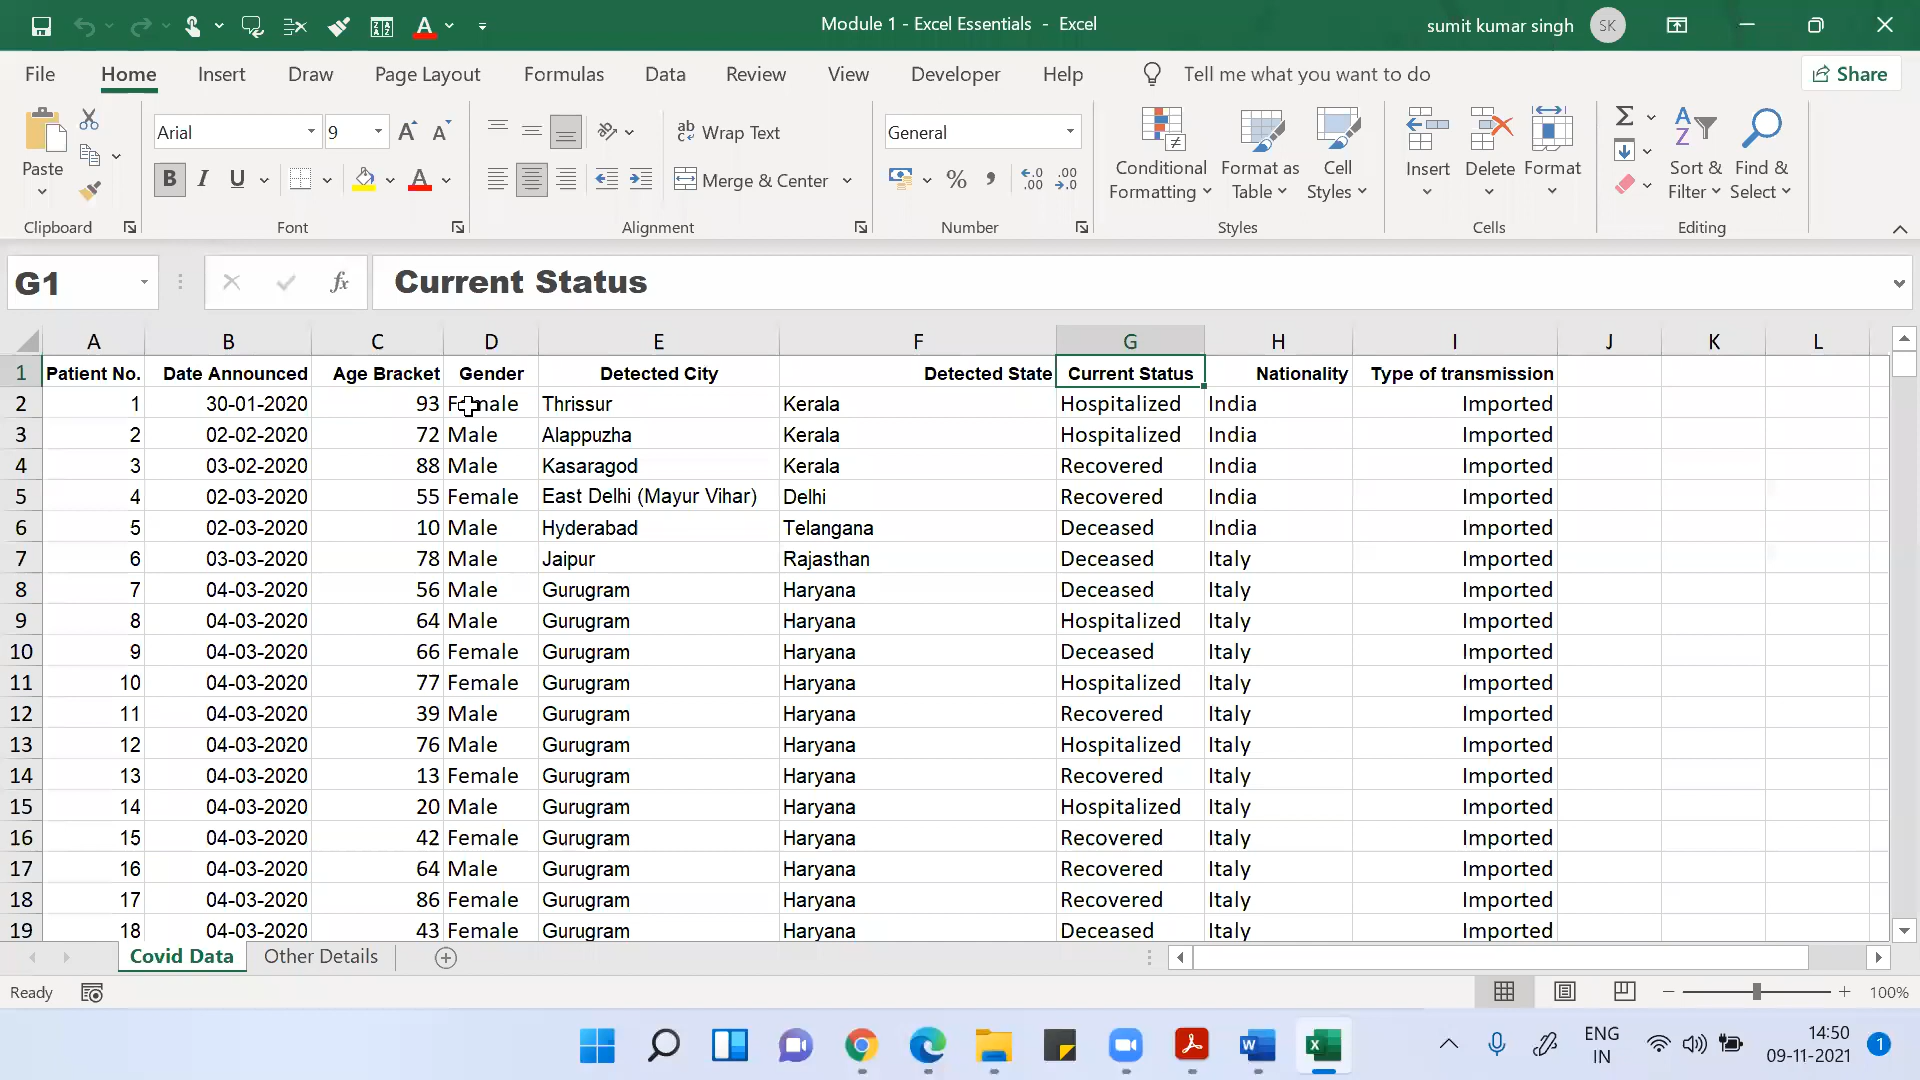 Module 1 - Excel Essentials - Excel
sumit kumar singh SK
File Home Insert Draw Page Layout Formulas Data Review View Developer Help Tell me what you want to do Share
Paste
Arial 9
Wrap Text
Merge & Center
General
Conditional Formatting
Format as Table
Cell Styles
Insert Delete Format
Sort & Filter
Find & Select
Clipboard Font Alignment Number Styles Cells Editing
G1 fx Current Status
A B C D E F G H I J K L
1 Patient No. Date Announced Age Bracket Gender Detected City Detected State Current Status Nationality Type of transmission
2 1 30-01-2020 93 Female Thrissur Kerala Hospitalized India Imported
3 2 02-02-2020 72 Male Alappuzha Kerala Hospitalized India Imported
4 3 03-02-2020 88 Male Kasaragod Kerala Recovered India Imported
5 4 02-03-2020 55 Female East Delhi (Mayur Vihar) Delhi Recovered India Imported
6 5 02-03-2020 10 Male Hyderabad Telangana Deceased India Imported
7 6 03-03-2020 78 Male Jaipur Rajasthan Deceased Italy Imported
8 7 04-03-2020 56 Male Gurugram Haryana Deceased Italy Imported
9 8 04-03-2020 64 Male Gurugram Haryana Hospitalized Italy Imported
10 9 04-03-2020 66 Female Gurugram Haryana Deceased Italy Imported
11 10 04-03-2020 77 Female Gurugram Haryana Hospitalized Italy Imported
12 11 04-03-2020 39 Male Gurugram Haryana Recovered Italy Imported
13 12 04-03-2020 76 Male Gurugram Haryana Hospitalized Italy Imported
14 13 04-03-2020 13 Female Gurugram Haryana Recovered Italy Imported
15 14 04-03-2020 20 Male Gurugram Haryana Hospitalized Italy Imported
16 15 04-03-2020 42 Female Gurugram Haryana Recovered Italy Imported
17 16 04-03-2020 64 Male Gurugram Haryana Recovered Italy Imported
18 17 04-03-2020 86 Female Gurugram Haryana Recovered Italy Imported
19 18 04-03-2020 43 Female Gurugram Haryana Deceased Italy Imported
Covid Data Other Details
Ready 100%
ENG 14:50
IN 09-11-2021 1